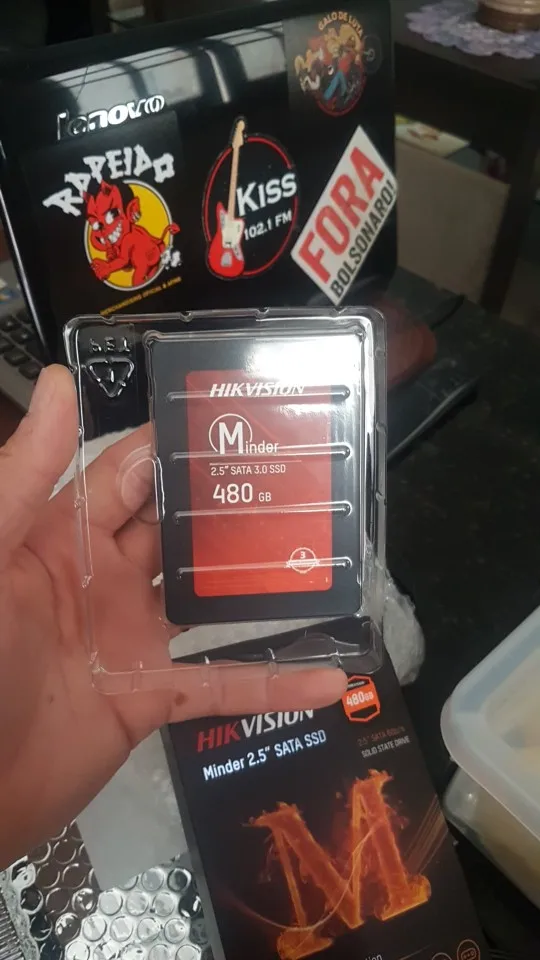 lenovo
GALO DE LUTA
KISS
102.1 FM
FORA
BOLSONARO!
HIKVISION
Minder
2.5" SATA 3.0 SSD
480 GB
3
HIKVISION
480GB
Minder 2.5" SATA SSD
SOLID STATE DRIVE
M